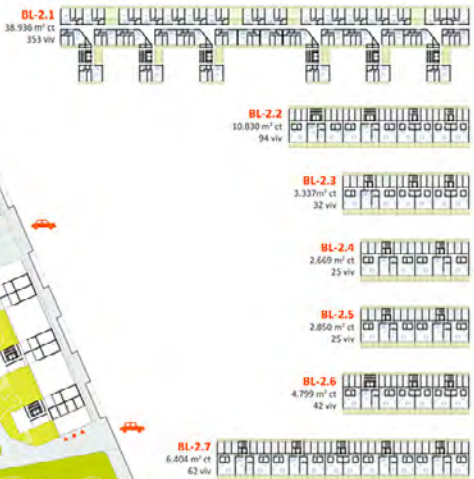 BL-2.1
38.936 m² ct
353 viv
BL-2.2
10.830 m² ct
94 viv
BL-2.3
3.337m² ct
32 viv
BL-2.4
2.669 m² ct
25 viv
BL-2.5
2.850 m² ct
25 viv
BL-2.6
4.799 m² ct
42 viv
BL-2.7
6.404 m² ct
62 viv